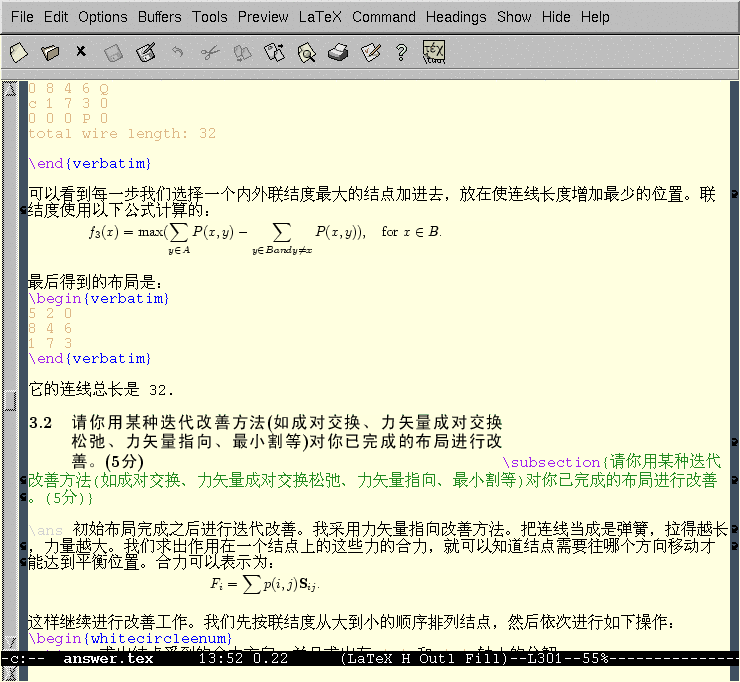 File Edit Options Buffers Tools Preview LaTeX Command Headings Show Hide Help
0 8 4 6 Q
c 1 7 3 0
0 0 0 P 0
total wire length: 32
\end{verbatim}
可以看到每一步我们选择一个内外联结度最大的结点加进去，放在使连线长度增加最少的位置。联
结度使用以下公式计算的：
f₃(x) = max(∑_{y∈A} P(x,y) − ∑_{y∈Bandy≠x} P(x,y)), for x ∈ B.
最后得到的布局是：
\begin{verbatim}
5 2 0
8 4 6
1 7 3
\end{verbatim}
它的连线总长是 32.
3.2 请你用某种迭代改善方法(如成对交换、力矢量成对交换
松弛、力矢量指向、最小割等)对你已完成的布局进行改
善。(5分)
\subsection{请你用某种迭代
改善方法(如成对交换、力矢量成对交换松弛、力矢量指向、最小割等)对你已完成的布局进行改善
。(5分)}
\ans 初始布局完成之后进行迭代改善。我采用力矢量指向改善方法。把连线当成是弹簧，拉得越长
，力量越大。我们求出作用在一个结点上的这些力的合力，就可以知道结点需要往哪个方向移动才
能达到平衡位置。合力可以表示为：
F_i = ∑ p(i,j)S_{ij}.
这样继续进行改善工作。我们先按联结度从大到小的顺序排列结点，然后依次进行如下操作：
\begin{whitecircleenum}
-c:-- answer.tex 13:52 0.22 (LaTeX H Outl Fill)--L301--55%--------------